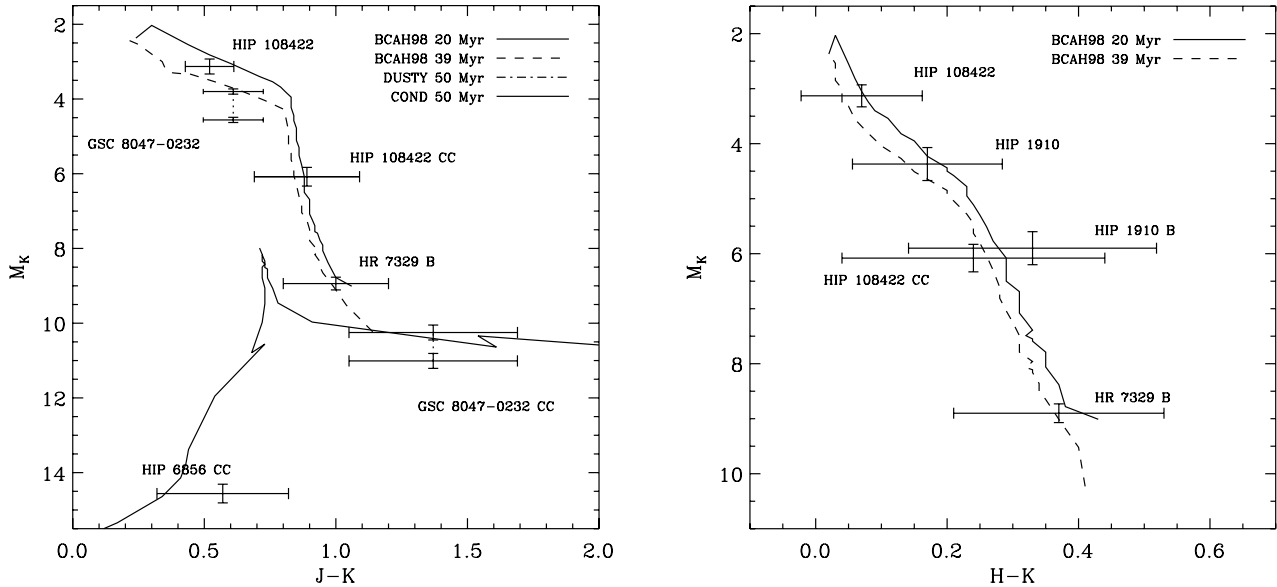 2
4
6
8
10
12
14
M_K
0.0
0.5
1.0
1.5
2.0
J-K
BCAH98 20 Myr
BCAH98 39 Myr
DUSTY 50 Myr
COND 50 Myr
HIP 108422
GSC 8047-0232
HIP 108422 CC
HR 7329 B
GSC 8047-0232 CC
HIP 6856 CC
2
4
6
8
10
M_K
0.0
0.2
0.4
0.6
H-K
BCAH98 20 Myr
BCAH98 39 Myr
HIP 108422
HIP 1910
HIP 1910 B
HIP 108422 CC
HR 7329 B